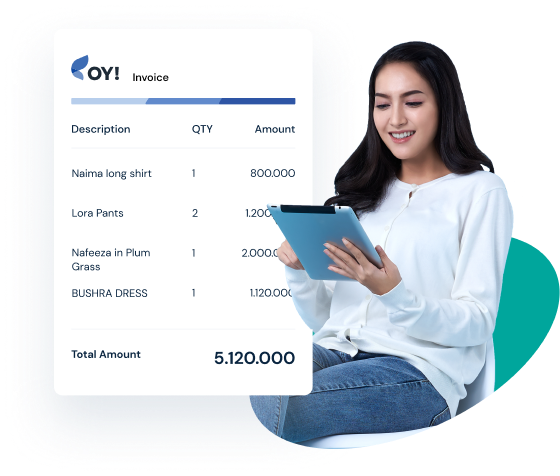 OY! Invoice
Description QTY Amount
Naima long shirt 1 800.000
Lora Pants 2
Nafeeza in Plum 1
Grass
BUSHRA DRESS 1
Total Amount 5.120.000